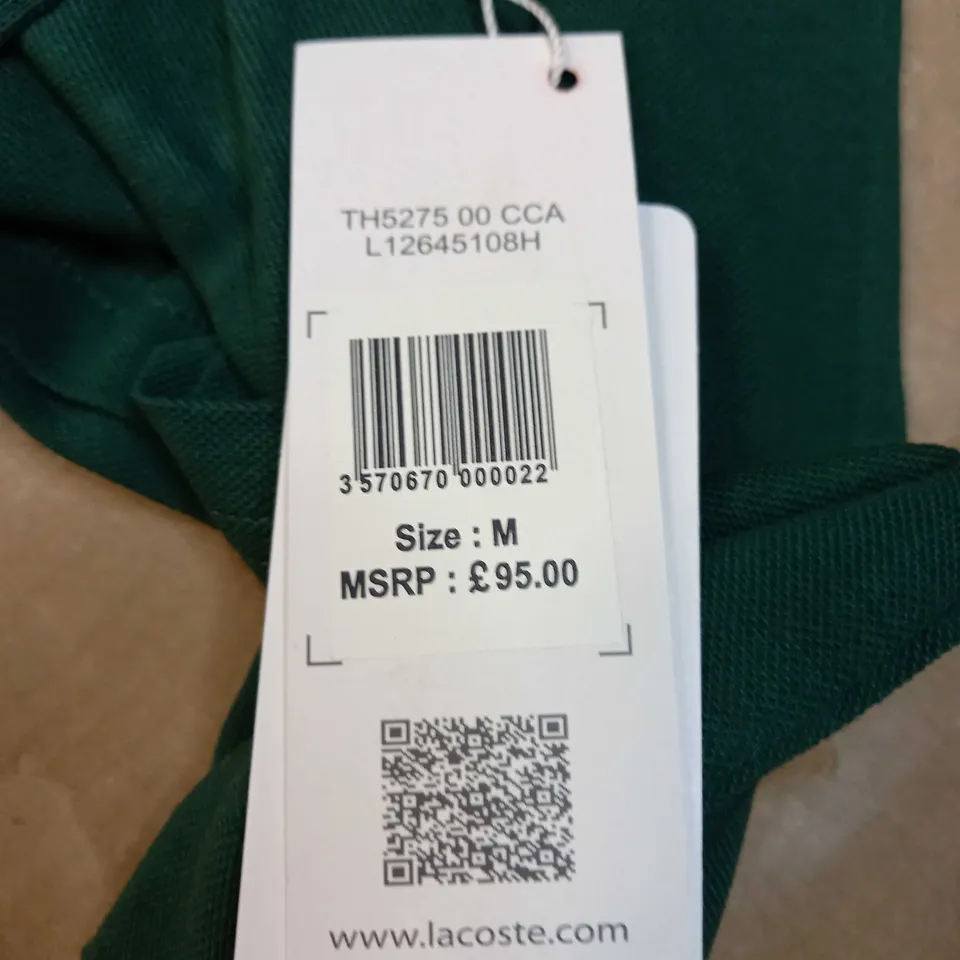 TH5275 00 CCA
L12645108H
3 570670 000022
Size : M
MSRP : £95.00
www.lacoste.com